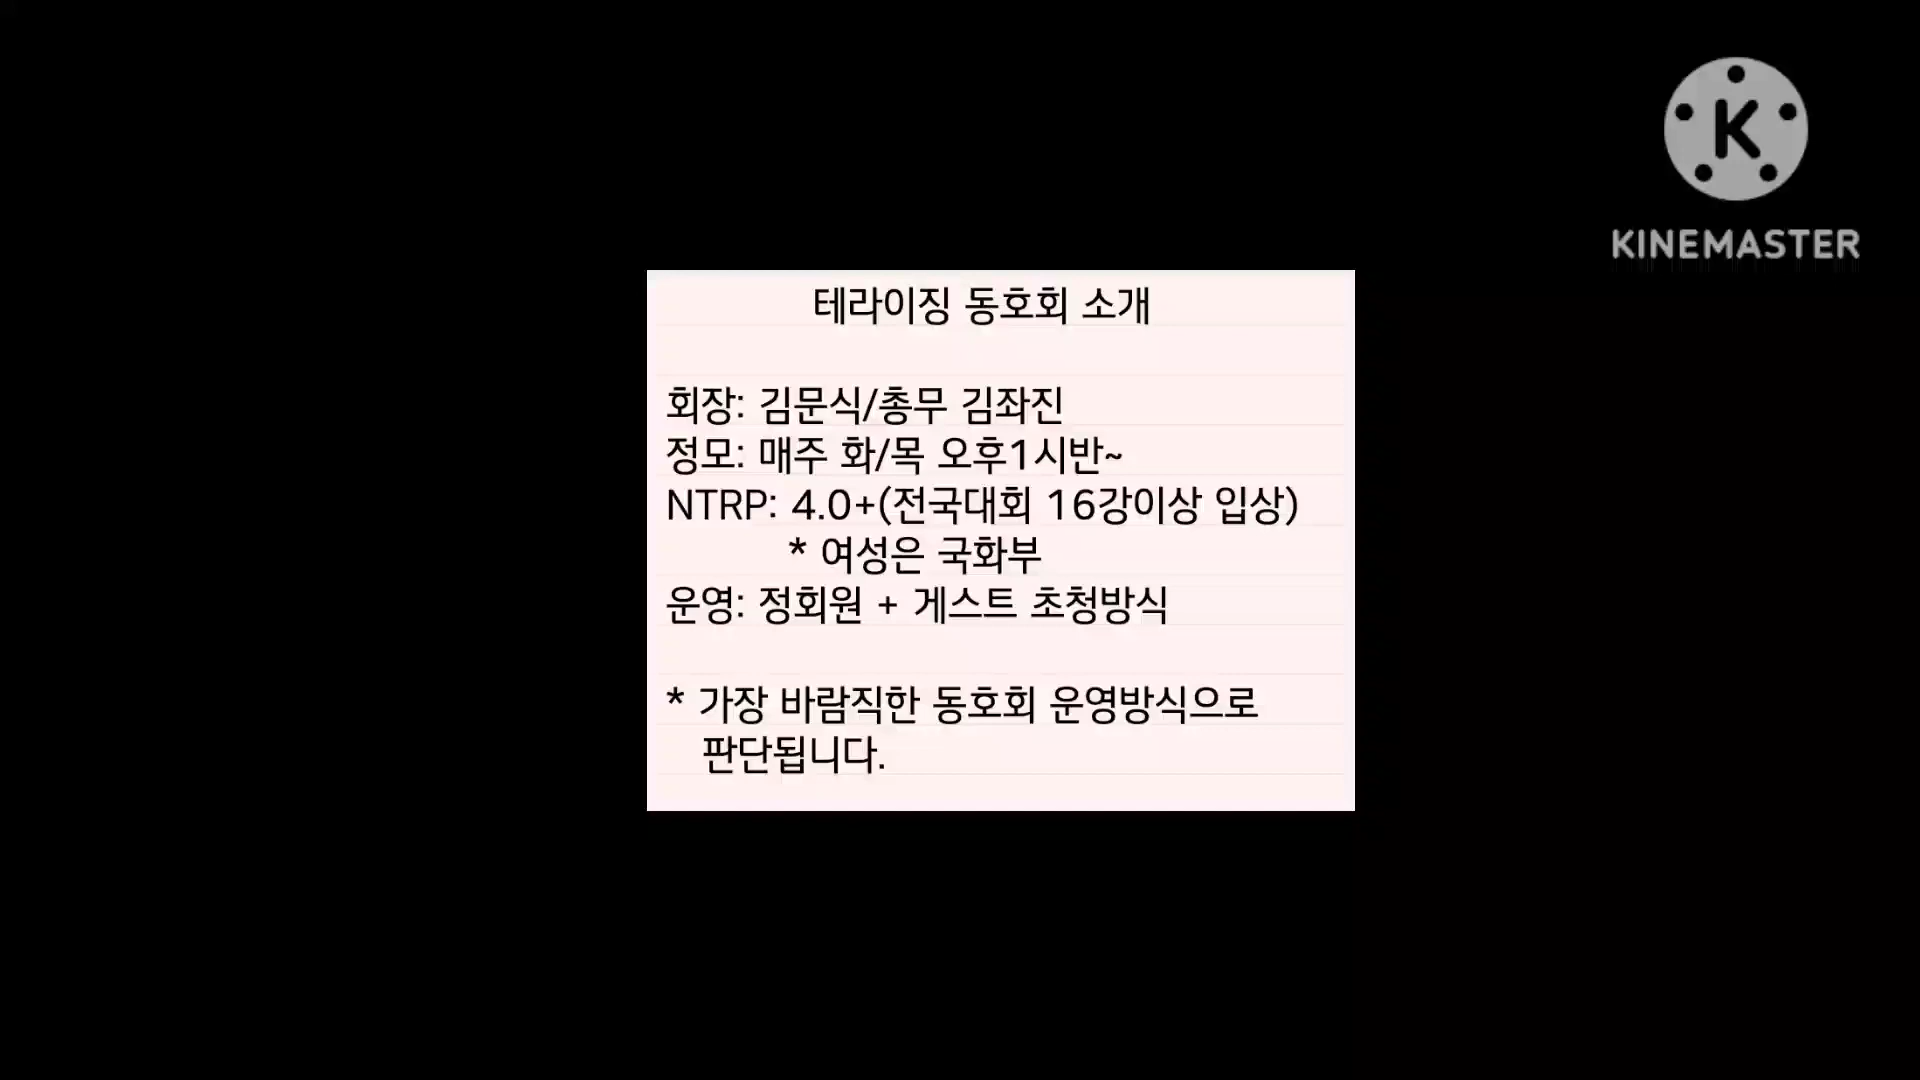 KINEMASTER
테라이징 동호회 소개
회장: 김문식/총무 김좌진
정모: 매주 화/목 오후1시반~
NTRP: 4.0+(전국대회 16강이상 입상)
* 여성은 국화부
운영: 정회원 + 게스트 초청방식
* 가장 바람직한 동호회 운영방식으로
판단됩니다.